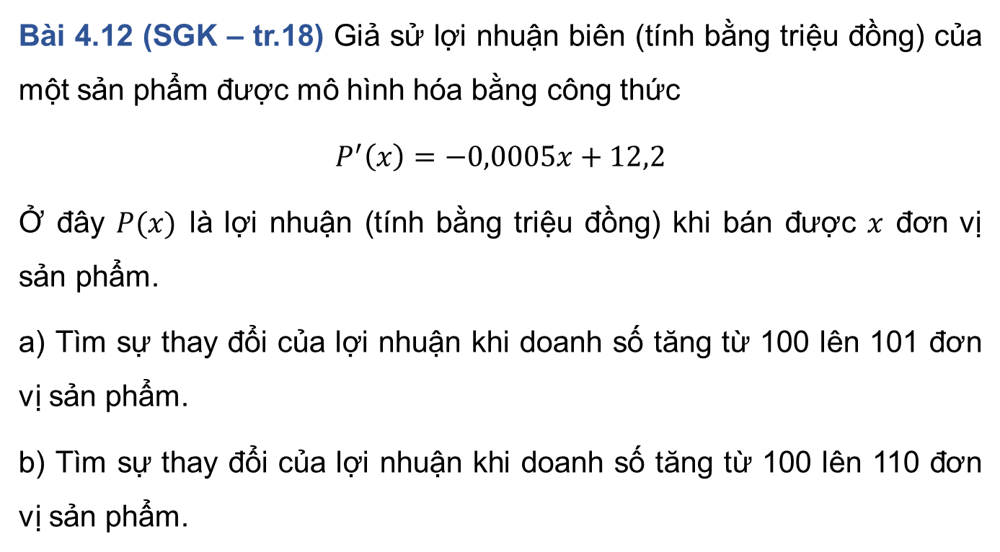 Bài 4.12 (SGK – tr.18) Giả sử lợi nhuận biên (tính bằng triệu đồng) của
một sản phẩm được mô hình hóa bằng công thức
P′(x) = −0,0005x + 12,2
Ở đây P(x) là lợi nhuận (tính bằng triệu đồng) khi bán được x đơn vị
sản phẩm.
a) Tìm sự thay đổi của lợi nhuận khi doanh số tăng từ 100 lên 101 đơn
vị sản phẩm.
b) Tìm sự thay đổi của lợi nhuận khi doanh số tăng từ 100 lên 110 đơn
vị sản phẩm.